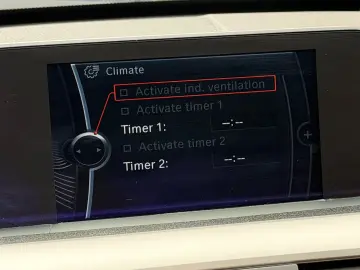 Climate
Activate ind. ventilation
Activate timer 1
Timer 1: --:--
Activate timer 2
Timer 2: --:--